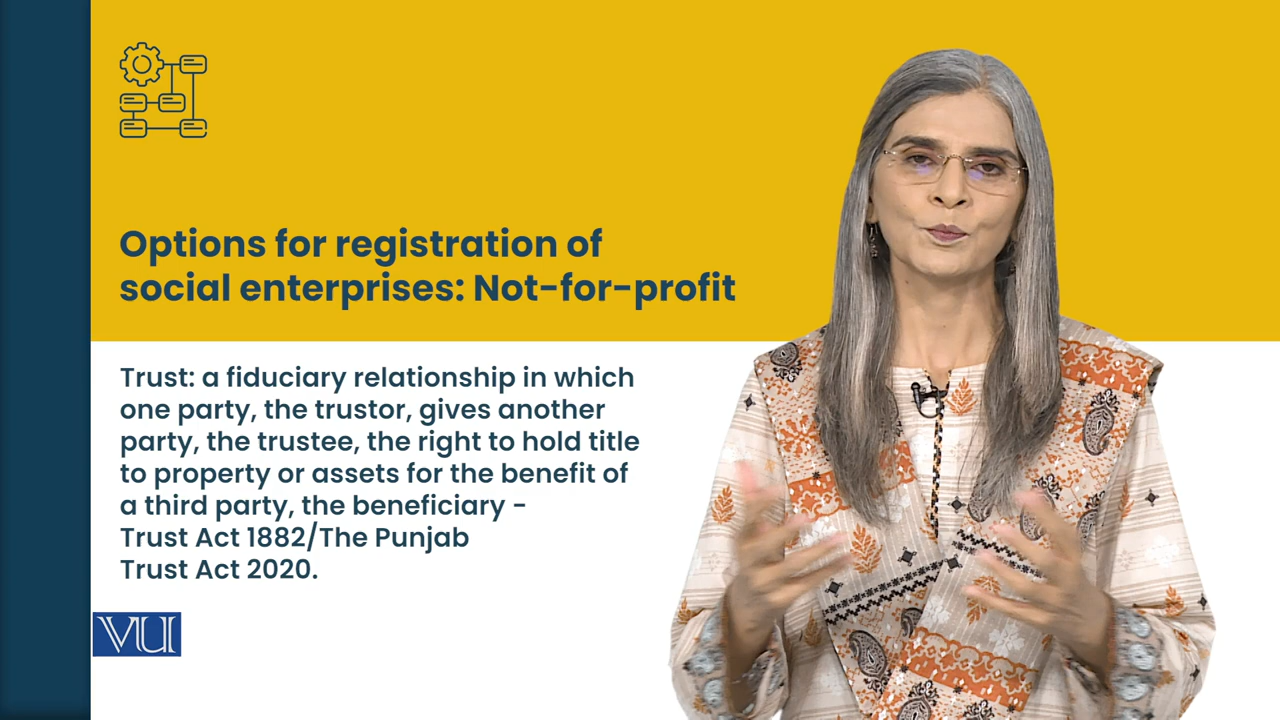 Options for registration of
social enterprises: Not-for-profit
Trust: a fiduciary relationship in which
one party, the trustor, gives another
party, the trustee, the right to hold title
to property or assets for the benefit of
a third party, the beneficiary -
Trust Act 1882/The Punjab
Trust Act 2020.
VU